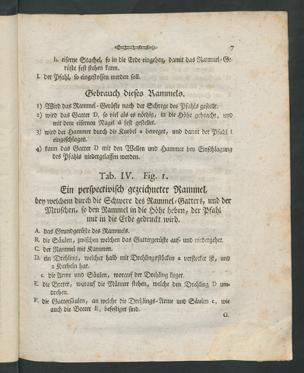 7
h. eiserne Stachel, so in die Erde eingehen, damit das Rammel-Ge-
rüste fest stehen kann.
I. der Pfahl, so eingestossen werden soll.
Gebrauch dieses Rammels.
1) Wird das Rammel-Gerüste nach der Schrege des Pfahls gestellt.
2) wird das Gatter D, so viel als es nöthig, in die Höhe gebracht, und
mit dem eisern Nagel d fest gestellet.
3) wird der Hammer durch die Kurbel e beweget, und damit der Pfahl I
eingeschlagen.
4) kann das Gatter D mit den Wellen und Hammer bey Einschlagung
des Pfahls niedergelassen werden.
Tab. IV. Fig. 1.
Ein perspectivisch gezeichneter Rammel,
bey welchem durch die Schwere des Rammel-Gatters, und der
Menschen, so den Rammel in die Höhe heben, der Pfahl
mit in die Erde gedruckt wird.
A. das Grundgerüste des Rammels.
B. die Säulen, zwischen welchen das Gattergerüste auf- und niedergehet.
C. der Rammel mit Rammen.
D. ein Drehling, welcher halb mit Drehlingsstöcken a versteckt ist, und
2 Kurbeln hat.
c. die Arme und Säulen, worauf der Drehling lieget.
E. die Breter, worauf die Männer stehen, welche den Drehling D um-
drehen.
F. die Gattersäulen, an welche die Drehlings-Arme und Säulen c, wie
auch die Breter E, befestiget sind.
G.